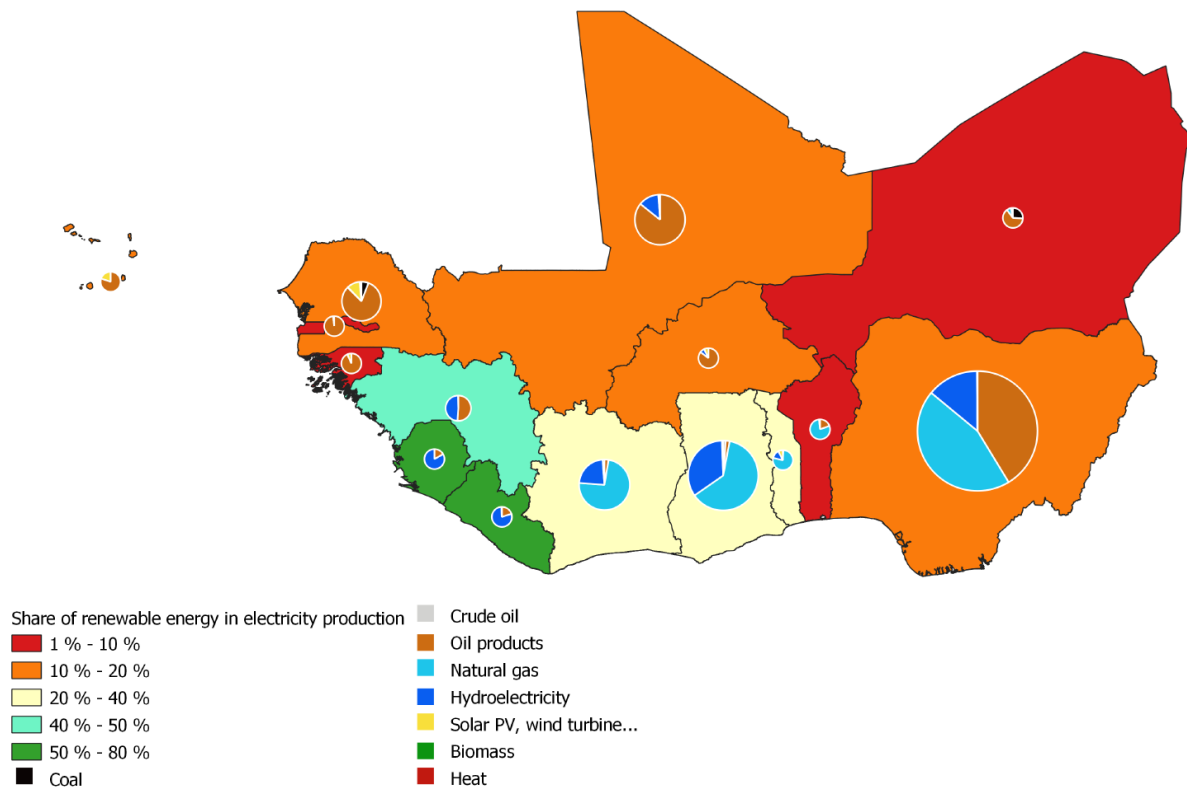 Share of renewable energy in electricity production
1 % - 10 %
10 % - 20 %
20 % - 40 %
40 % - 50 %
50 % - 80 %
Coal
Crude oil
Oil products
Natural gas
Hydroelectricity
Solar PV, wind turbine...
Biomass
Heat